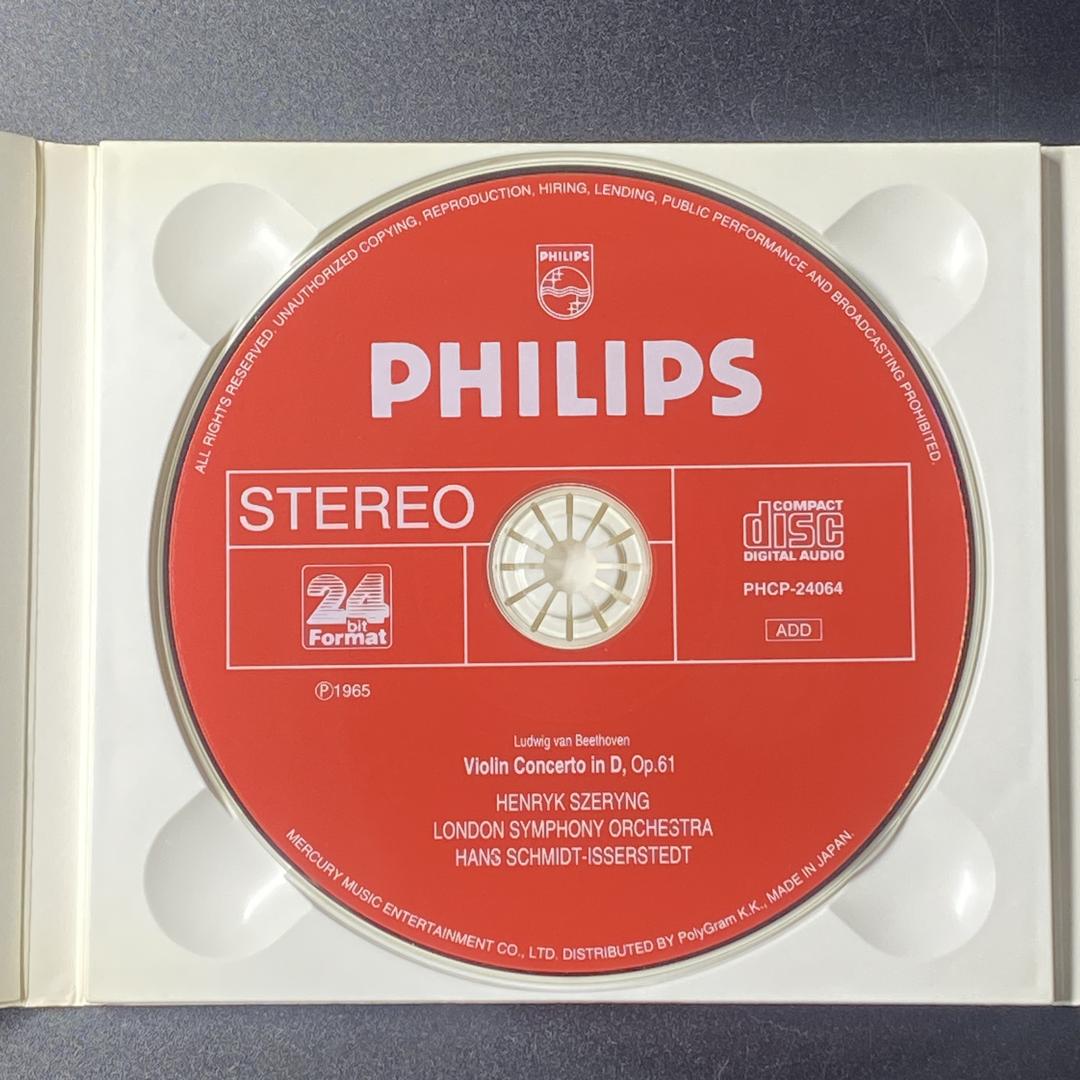 ALL RIGHTS RESERVED. UNAUTHORIZED COPYING, REPRODUCTION, HIRING, LENDING, PUBLIC PERFORMANCE AND BROADCASTING PROHIBITED.
PHILIPS
PHILIPS
STEREO
24
bit
Format
COMPACT
disc
DIGITAL AUDIO
PHCP-24064
ADD
Ⓟ1965
Ludwig van Beethoven
Violin Concerto in D, Op.61
HENRYK SZERYNG
LONDON SYMPHONY ORCHESTRA
HANS SCHMIDT-ISSERSTEDT
MERCURY MUSIC ENTERTAINMENT CO., LTD. DISTRIBUTED BY PolyGram K.K., MADE IN JAPAN.